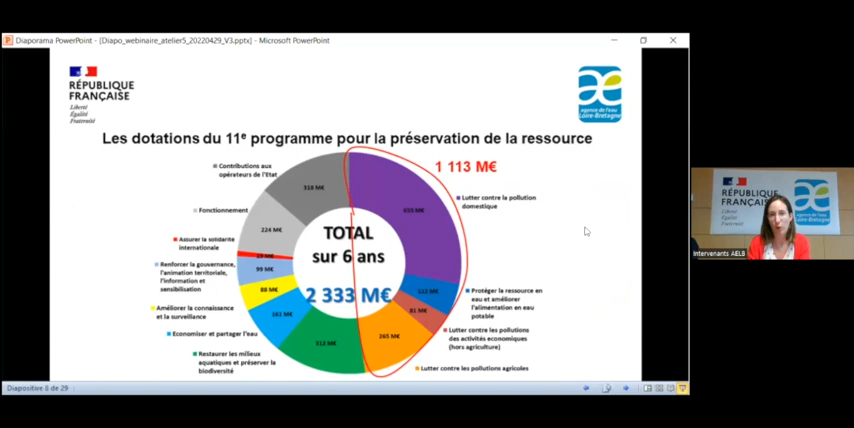 Diaporama PowerPoint - [Diapo_webinaire_atelier5_20220429_V3.pptx] - Microsoft PowerPoint
RÉPUBLIQUE
FRANÇAISE
Liberté
Égalité
Fraternité
agence de l'eau
Loire-Bretagne
Les dotations du 11e programme pour la préservation de la ressource
1 113 M€
Contributions aux
opérateurs de l'Etat
318 M€
Lutter contre la pollution
domestique
655 M€
Fonctionnement
224 M€
Assurer la solidarité
internationale
Renforcer la gouvernance,
l'animation territoriale,
l'information et
sensibilisation
99 M€
Améliorer la connaissance
et la surveillance
88 M€
Economiser et partager l'eau
Restaurer les milieux
aquatiques et préserver la
biodiversité
312 M€
TOTAL
sur 6 ans
2 333 M€
Protéger la ressource en
eau et améliorer
l'alimentation en eau
potable
Lutter contre les pollutions
des activités economiques
(hors agriculture)
81 M€
Lutter contre les pollutions agricoles
265 M€
Diapositive 8 de 29
RÉPUBLIQUE
FRANÇAISE
Intervenants AELB